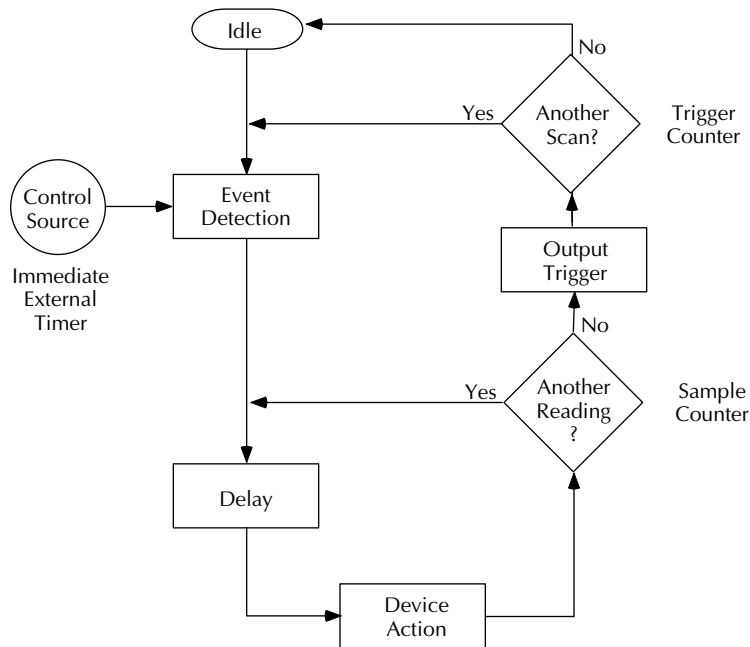 Idle
No
Yes
Another
Scan?
Trigger
Counter
Control
Source
Event
Detection
Immediate
External
Timer
Output
Trigger
No
Yes
Another
Reading
?
Sample
Counter
Delay
Device
Action